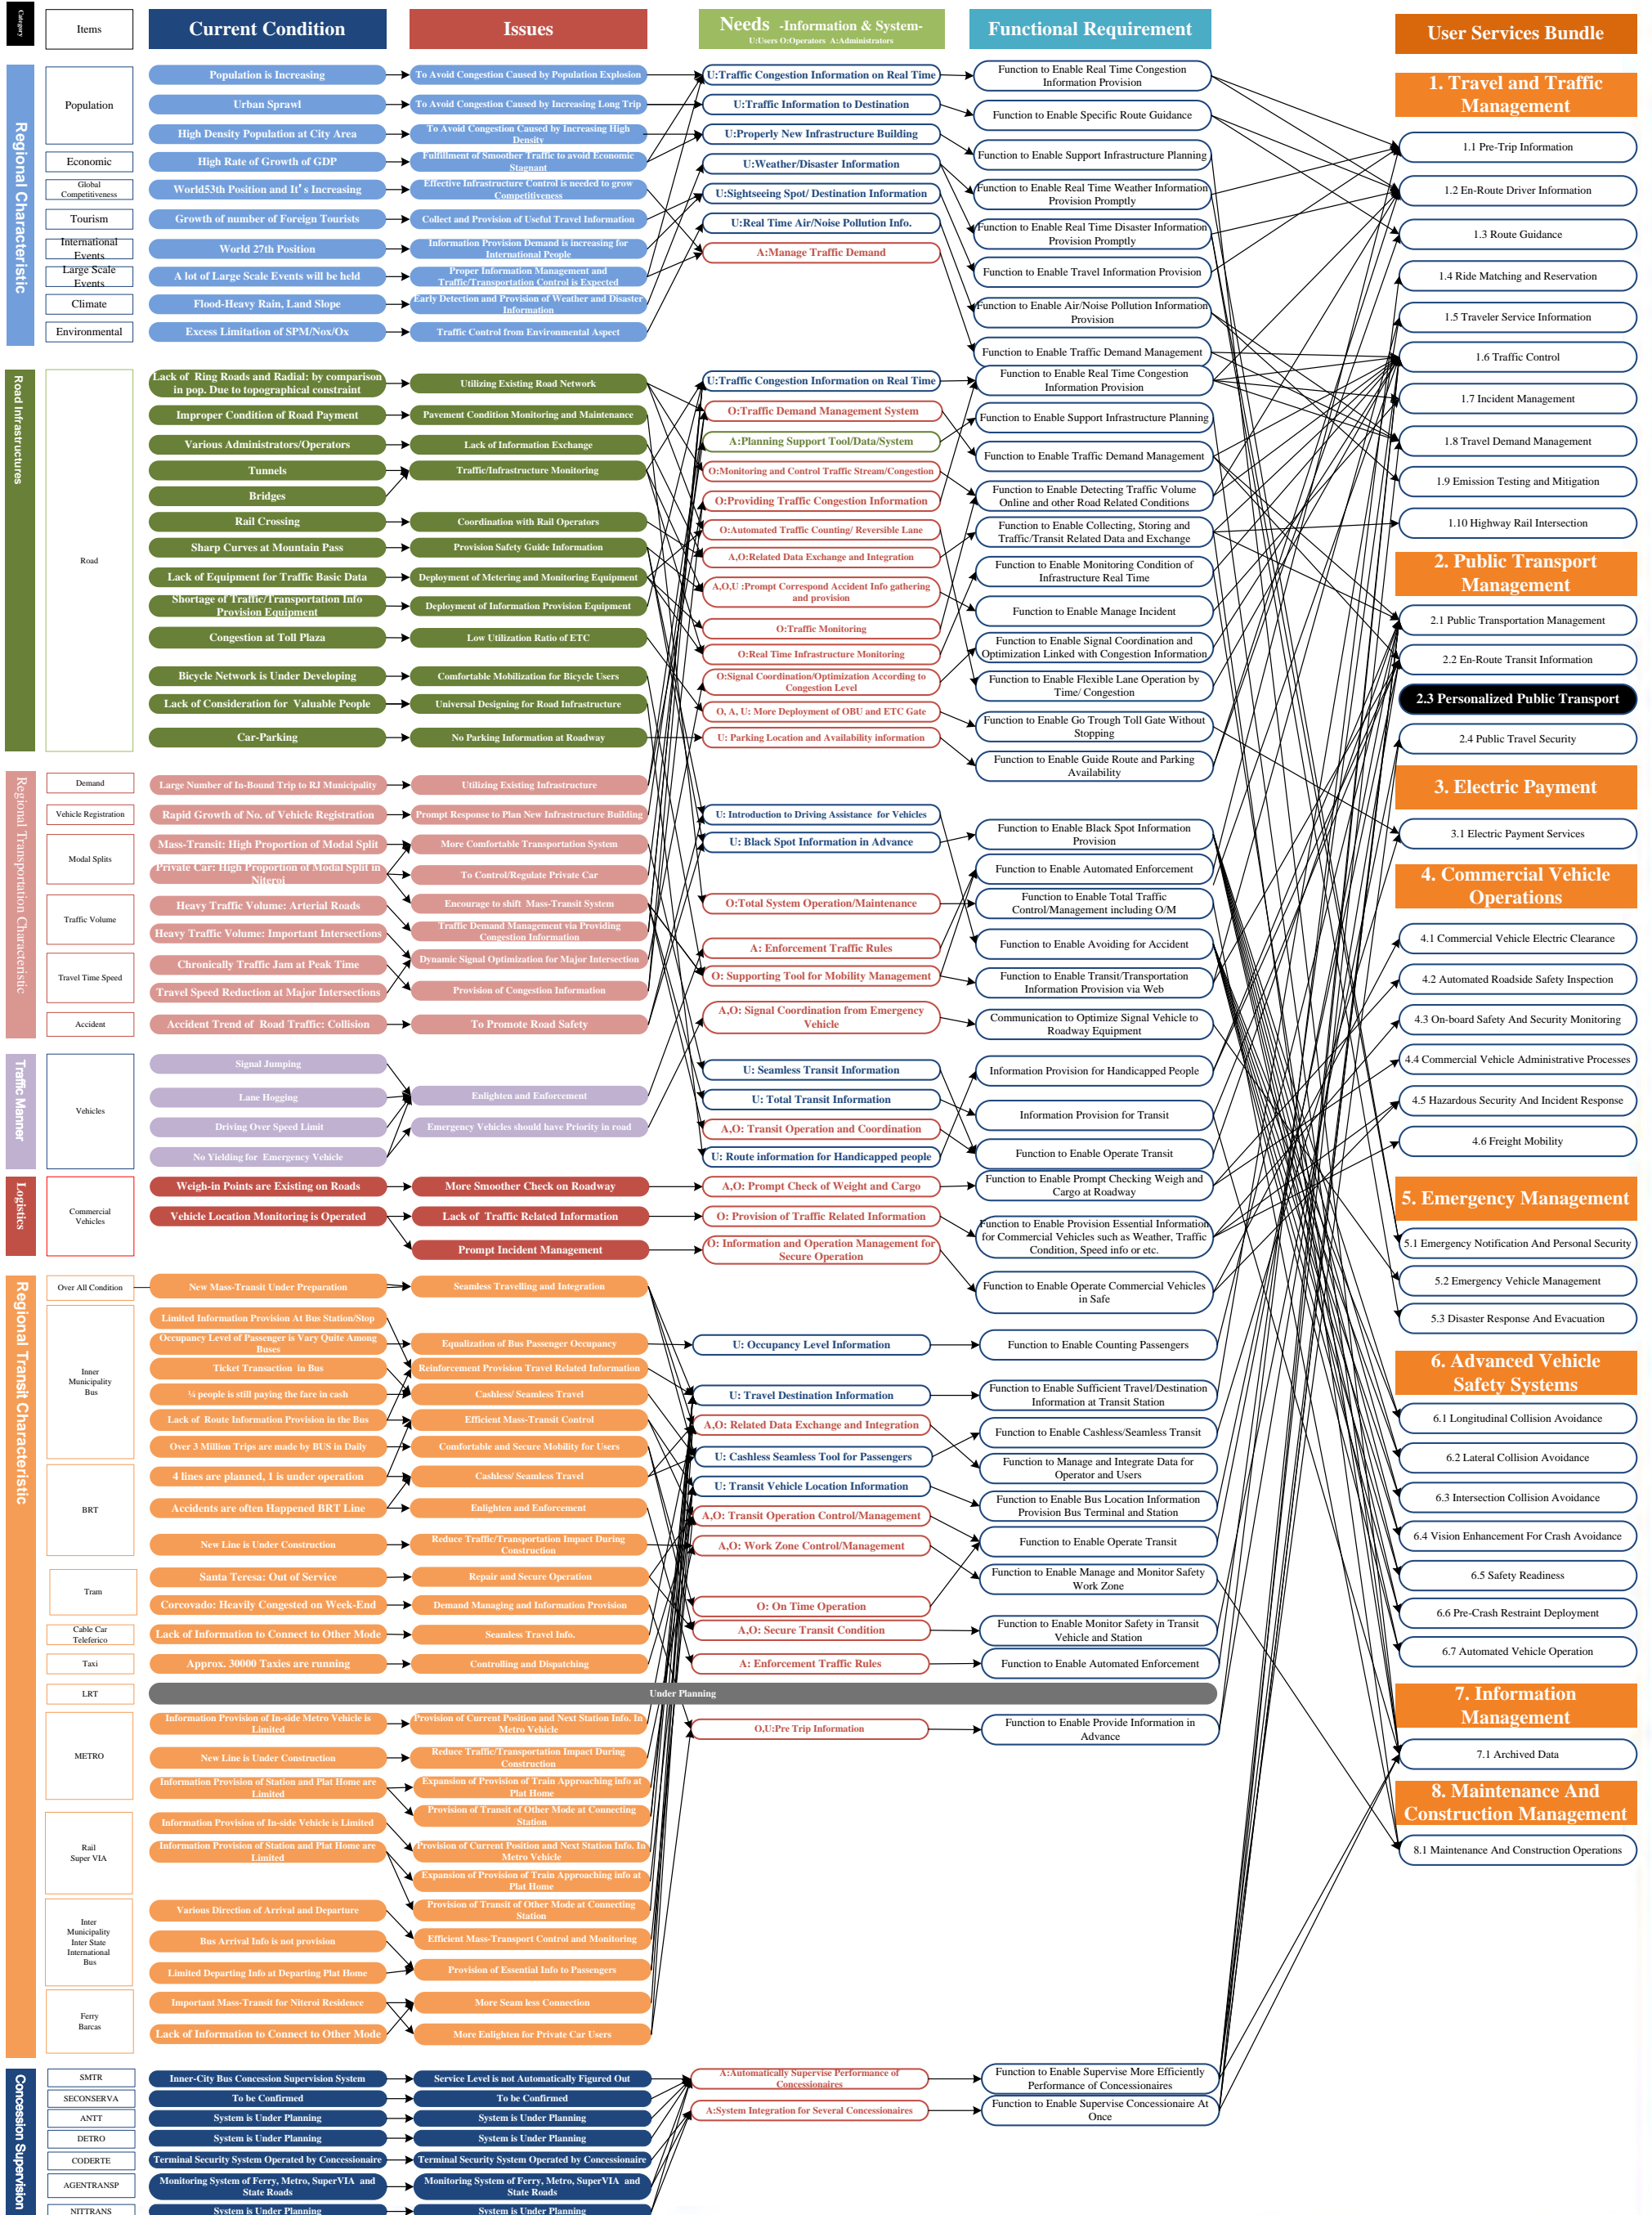 Category
Items
Current Condition
Issues
Needs -Information & System-
U:Users O:Operators A:Administrators
Functional Requirement
User Services Bundle
Regional Characteristic
Population
Economic
Global
Competitiveness
Tourism
International
Events
Large Scale
Events
Climate
Environmental
Population is Increasing
Urban Sprawl
High Density Population at City Area
High Rate of Growth of GDP
World53th Position and It's Increasing
Growth of number of Foreign Tourists
World 27th Position
A lot of Large Scale Events will be held
Flood-Heavy Rain, Land Slope
Excess Limitation of SPM/Nox/Ox
To Avoid Congestion Caused by Population Explosion
To Avoid Congestion Caused by Increasing Long Trip
To Avoid Congestion Caused by Increasing High
Density
Fulfillment of Smoother Traffic to avoid Economic
Stagnant
Effective Infrastructure Control is needed to grow
Competitiveness
Collect and Provision of Useful Travel Information
Information Provision Demand is increasing for
International People
Proper Information Management and
Traffic/Transportation Control is Expected
Early Detection and Provision of Weather and Disaster
Information
Traffic Control from Environmental Aspect
U:Traffic Congestion Information on Real Time
U:Traffic Information to Destination
U:Properly New Infrastructure Building
U:Weather/Disaster Information
U:Sightseeing Spot/ Destination Information
U:Real Time Air/Noise Pollution Info.
A:Manage Traffic Demand
Function to Enable Real Time Congestion
Information Provision
Function to Enable Specific Route Guidance
Function to Enable Support Infrastructure Planning
Function to Enable Real Time Weather Information
Provision Promptly
Function to Enable Real Time Disaster Information
Provision Promptly
Function to Enable Travel Information Provision
Function to Enable Air/Noise Pollution Information
Provision
Function to Enable Traffic Demand Management
Road Infrastructures
Road
Lack of Ring Roads and Radial: by comparison
in pop. Due to topographical constraint
Improper Condition of Road Payment
Various Administrators/Operators
Tunnels
Bridges
Rail Crossing
Sharp Curves at Mountain Pass
Lack of Equipment for Traffic Basic Data
Shortage of Traffic/Transportation Info
Provision Equipment
Congestion at Toll Plaza
Bicycle Network is Under Developing
Lack of Consideration for Valuable People
Car-Parking
Utilizing Existing Road Network
Pavement Condition Monitoring and Maintenance
Lack of Information Exchange
Traffic/Infrastructure Monitoring
Coordination with Rail Operators
Provision Safety Guide Information
Deployment of Metering and Monitoring Equipment
Deployment of Information Provision Equipment
Low Utilization Ratio of ETC
Comfortable Mobilization for Bicycle Users
Universal Designing for Road Infrastructure
No Parking Information at Roadway
U:Traffic Congestion Information on Real Time
O:Traffic Demand Management System
A:Planning Support Tool/Data/System
O:Monitoring and Control Traffic Stream/Congestion
O:Providing Traffic Congestion Information
O:Automated Traffic Counting/ Reversible Lane
A,O:Related Data Exchange and Integration
A,O,U :Prompt Correspond Accident Info gathering
and provision
O:Traffic Monitoring
O:Real Time Infrastructure Monitoring
O:Signal Coordination/Optimization According to
Congestion Level
O, A, U: More Deployment of OBU and ETC Gate
U: Parking Location and Availability information
Function to Enable Real Time Congestion
Information Provision
Function to Enable Support Infrastructure Planning
Function to Enable Traffic Demand Management
Function to Enable Detecting Traffic Volume
Online and other Road Related Conditions
Function to Enable Collecting, Storing and
Traffic/Transit Related Data and Exchange
Function to Enable Monitoring Condition of
Infrastructure Real Time
Function to Enable Manage Incident
Function to Enable Signal Coordination and
Optimization Linked with Congestion Information
Function to Enable Flexible Lane Operation by
Time/ Congestion
Function to Enable Go Trough Toll Gate Without
Stopping
Function to Enable Guide Route and Parking
Availability
Regional Transportation Characteristic
Demand
Vehicle Registration
Modal Splits
Traffic Volume
Travel Time Speed
Accident
Large Number of In-Bound Trip to RJ Municipality
Rapid Growth of No. of Vehicle Registration
Mass-Transit: High Proportion of Modal Split
Private Car: High Proportion of Modal Split in
Niteroi
Heavy Traffic Volume: Arterial Roads
Heavy Traffic Volume: Important Intersections
Chronically Traffic Jam at Peak Time
Travel Speed Reduction at Major Intersections
Accident Trend of Road Traffic: Collision
Utilizing Existing Infrastructure
Prompt Response to Plan New Infrastructure Building
More Comfortable Transportation System
To Control/Regulate Private Car
Encourage to shift Mass-Transit System
Traffic Demand Management via Providing
Congestion Information
Dynamic Signal Optimization for Major Intersection
Provision of Congestion Information
To Promote Road Safety
U: Introduction to Driving Assistance for Vehicles
U: Black Spot Information in Advance
O:Total System Operation/Maintenance
A: Enforcement Traffic Rules
O: Supporting Tool for Mobility Management
A,O: Signal Coordination from Emergency
Vehicle
Function to Enable Black Spot Information
Provision
Function to Enable Automated Enforcement
Function to Enable Total Traffic
Control/Management including O/M
Function to Enable Avoiding for Accident
Function to Enable Transit/Transportation
Information Provision via Web
Communication to Optimize Signal Vehicle to
Roadway Equipment
Traffic Manner
Vehicles
Signal Jumping
Lane Hogging
Driving Over Speed Limit
No Yielding for Emergency Vehicle
Enlighten and Enforcement
Emergency Vehicles should have Priority in road
U: Seamless Transit Information
U: Total Transit Information
A,O: Transit Operation and Coordination
U: Route information for Handicapped people
Information Provision for Handicapped People
Information Provision for Transit
Function to Enable Operate Transit
Logistics
Commercial
Vehicles
Weigh-in Points are Existing on Roads
Vehicle Location Monitoring is Operated
More Smoother Check on Roadway
Lack of Traffic Related Information
Prompt Incident Management
A,O: Prompt Check of Weight and Cargo
O: Provision of Traffic Related Information
O: Information and Operation Management for
Secure Operation
Function to Enable Prompt Checking Weigh and
Cargo at Roadway
Function to Enable Provision Essential Information
for Commercial Vehicles such as Weather, Traffic
Condition, Speed info or etc.
Function to Enable Operate Commercial Vehicles
in Safe
Regional Transit Characteristic
Over All Condition
Inner
Municipality
Bus
BRT
Tram
Cable Car
Teleferico
Taxi
LRT
METRO
Rail
Super VIA
Inter
Municipality
Inter State
International
Bus
Ferry
Barcas
New Mass-Transit Under Preparation
Limited Information Provision At Bus Station/Stop
Occupancy Level of Passenger is Vary Quite Among
Buses
Ticket Transaction in Bus
¼ people is still paying the fare in cash
Lack of Route Information Provision in the Bus
Over 3 Million Trips are made by BUS in Daily
4 lines are planned, 1 is under operation
Accidents are often Happened BRT Line
New Line is Under Construction
Santa Teresa: Out of Service
Corcovado: Heavily Congested on Week-End
Lack of Information to Connect to Other Mode
Approx. 30000 Taxies are running
Under Planning
Information Provision of In-side Metro Vehicle is
Limited
New Line is Under Construction
Information Provision of Station and Plat Home are
Limited
Information Provision of In-side Vehicle is Limited
Information Provision of Station and Plat Home are
Limited
Various Direction of Arrival and Departure
Bus Arrival Info is not provision
Limited Departing Info at Departing Plat Home
Important Mass-Transit for Niteroi Residence
Lack of Information to Connect to Other Mode
Seamless Travelling and Integration
Equalization of Bus Passenger Occupancy
Reinforcement Provision Travel Related Information
Cashless/ Seamless Travel
Efficient Mass-Transit Control
Comfortable and Secure Mobility for Users
Cashless/ Seamless Travel
Enlighten and Enforcement
Reduce Traffic/Transportation Impact During
Construction
Repair and Secure Operation
Demand Managing and Information Provision
Seamless Travel Info.
Controlling and Dispatching
Provision of Current Position and Next Station Info. In
Metro Vehicle
Reduce Traffic/Transportation Impact During
Construction
Expansion of Provision of Train Approaching info at
Plat Home
Provision of Transit of Other Mode at Connecting
Station
Provision of Current Position and Next Station Info. In
Metro Vehicle
Expansion of Provision of Train Approaching info at
Plat Home
Provision of Transit of Other Mode at Connecting
Station
Efficient Mass-Transport Control and Monitoring
Provision of Essential Info to Passengers
More Seam less Connection
More Enlighten for Private Car Users
U: Occupancy Level Information
U: Travel Destination Information
A,O: Related Data Exchange and Integration
U: Cashless Seamless Tool for Passengers
U: Transit Vehicle Location Information
A,O: Transit Operation Control/Management
A,O: Work Zone Control/Management
O: On Time Operation
A,O: Secure Transit Condition
A: Enforcement Traffic Rules
O,U:Pre Trip Information
Function to Enable Counting Passengers
Function to Enable Sufficient Travel/Destination
Information at Transit Station
Function to Enable Cashless/Seamless Transit
Function to Manage and Integrate Data for
Operator and Users
Function to Enable Bus Location Information
Provision Bus Terminal and Station
Function to Enable Operate Transit
Function to Enable Manage and Monitor Safety
Work Zone
Function to Enable Monitor Safety in Transit
Vehicle and Station
Function to Enable Automated Enforcement
Function to Enable Provide Information in
Advance
Concession Supervision
SMTR
SECONSERVA
ANTT
DETRO
CODERTE
AGENTRANSP
NITTRANS
Inner-City Bus Concession Supervision System
To be Confirmed
System is Under Planning
System is Under Planning
Terminal Security System Operated by Concessionaire
Monitoring System of Ferry, Metro, SuperVIA and
State Roads
System is Under Planning
Service Level is not Automatically Figured Out
To be Confirmed
System is Under Planning
System is Under Planning
Terminal Security System Operated by Concessionaire
Monitoring System of Ferry, Metro, SuperVIA and
State Roads
System is Under Planning
A:Automatically Supervise Performance of
Concessionaires
A:System Integration for Several Concessionaires
Function to Enable Supervise More Efficiently
Performance of Concessionaires
Function to Enable Supervise Concessionaire At
Once
1. Travel and Traffic
Management
1.1 Pre-Trip Information
1.2 En-Route Driver Information
1.3 Route Guidance
1.4 Ride Matching and Reservation
1.5 Traveler Service Information
1.6 Traffic Control
1.7 Incident Management
1.8 Travel Demand Management
1.9 Emission Testing and Mitigation
1.10 Highway Rail Intersection
2. Public Transport
Management
2.1 Public Transportation Management
2.2 En-Route Transit Information
2.3 Personalized Public Transport
2.4 Public Travel Security
3. Electric Payment
3.1 Electric Payment Services
4. Commercial Vehicle
Operations
4.1 Commercial Vehicle Electric Clearance
4.2 Automated Roadside Safety Inspection
4.3 On-board Safety And Security Monitoring
4.4 Commercial Vehicle Administrative Processes
4.5 Hazardous Security And Incident Response
4.6 Freight Mobility
5. Emergency Management
5.1 Emergency Notification And Personal Security
5.2 Emergency Vehicle Management
5.3 Disaster Response And Evacuation
6. Advanced Vehicle
Safety Systems
6.1 Longitudinal Collision Avoidance
6.2 Lateral Collision Avoidance
6.3 Intersection Collision Avoidance
6.4 Vision Enhancement For Crash Avoidance
6.5 Safety Readiness
6.6 Pre-Crash Restraint Deployment
6.7 Automated Vehicle Operation
7. Information
Management
7.1 Archived Data
8. Maintenance And
Construction Management
8.1 Maintenance And Construction Operations